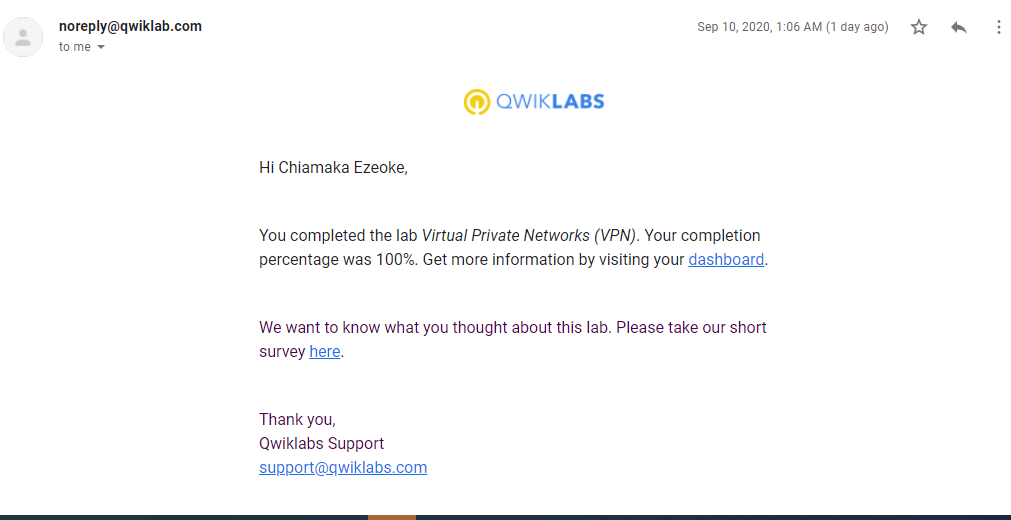 noreply@qwiklab.com
Sep 10, 2020, 1:06 AM (1 day ago)
to me
QWIKLABS
Hi Chiamaka Ezeoke,
You completed the lab Virtual Private Networks (VPN). Your completion
percentage was 100%. Get more information by visiting your dashboard.
We want to know what you thought about this lab. Please take our short
survey here.
Thank you,
Qwiklabs Support
support@qwiklabs.com